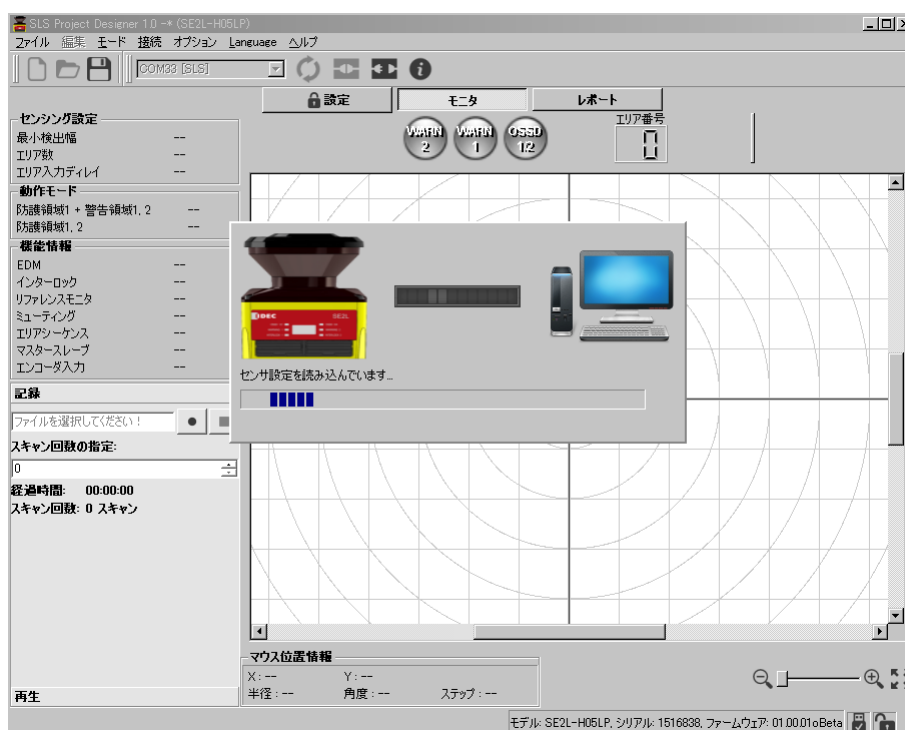 SLS Project Designer 1.0 -* (SE2L-H05LP)
ファイル 編集 モード 接続 オプション Language ヘルプ
COM33 [SLS]
設定 モニタ レポート
WARN 2 WARN 1 OSSD 1/2
エリア番号
0
センシング設定
最小検出幅 --
エリア数 --
エリア入力ディレイ --
動作モード
防護領域1 + 警告領域1, 2 --
防護領域1, 2 --
機能情報
EDM --
インターロック --
リファレンスモニタ --
ミューティング --
エリアシーケンス --
マスタースレーブ --
エンコーダ入力 --
IDEC SE2L
センサ設定を読み込んでいます...
記録
ファイルを選択してください！
スキャン回数の指定:
0
経過時間: 00:00:00
スキャン回数: 0 スキャン
再生
マウス位置情報
X : -- Y : --
半径 : -- 角度 : -- ステップ : --
モデル: SE2L-H05LP, シリアル: 1516838, ファームウェア: 01.00.01oBeta